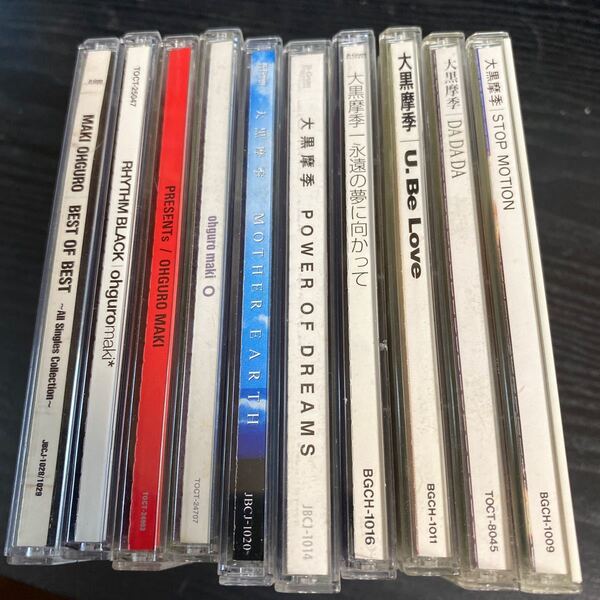 MAKI OHGURO BEST OF BEST ~All Singles Collection~ JBCJ-1028/1029
TOCT-25047 RHYTHM BLACK / ohguromaki*
PRESENTs / OHGURO MAKI
ohguro maki O TOCT-24707
大黒摩季 MOTHER EARTH JBCJ-1020
大黒摩季 POWER OF DREAMS JBCJ-1014
大黒摩季 | 永遠の夢に向かって BGCH-1016
大黒摩季 | U. Be Love BGCH-1011
大黒摩季 | DA DA DA TOCT-8045
大黒摩季 STOP MOTION BGCH-1009